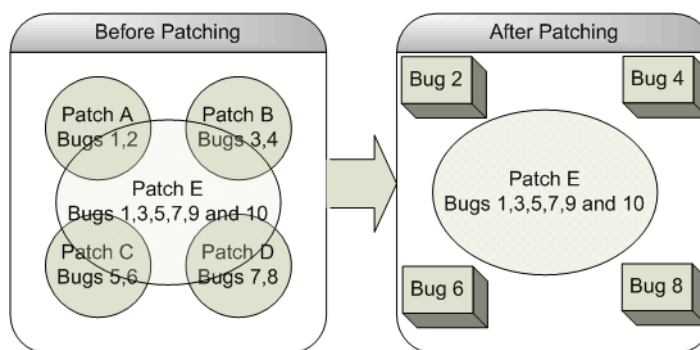 Before Patching
Patch A
Bugs 1,2
Patch B
Bugs 3,4
Patch E
Bugs 1,3,5,7,9 and 10
Patch C
Bugs 5,6
Patch D
Bugs 7,8
After Patching
Bug 2
Bug 4
Patch E
Bugs 1,3,5,7,9 and 10
Bug 6
Bug 8